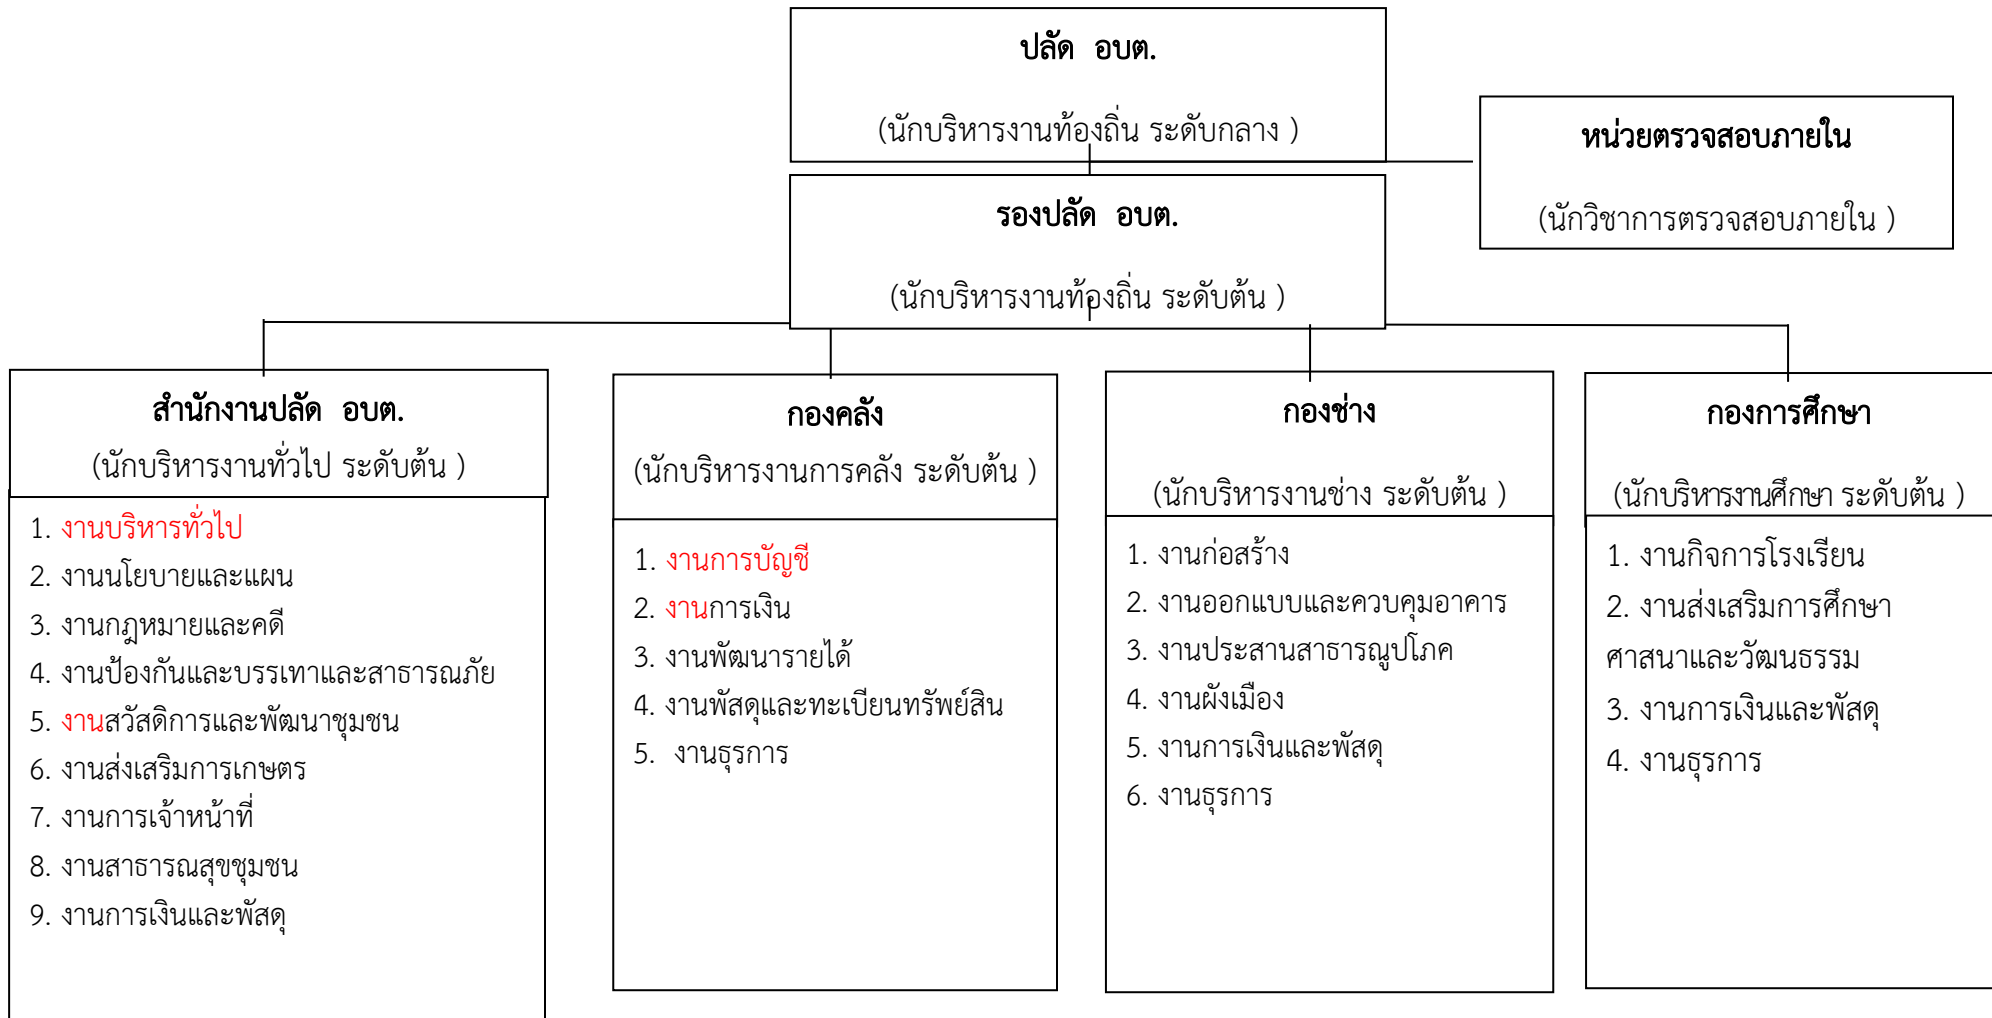 ปลัด อบต.
(นักบริหารงานท้องถิ่น ระดับกลาง )
หน่วยตรวจสอบภายใน
(นักวิชาการตรวจสอบภายใน )
รองปลัด อบต.
(นักบริหารงานท้องถิ่น ระดับต้น )
สำนักงานปลัด อบต.
(นักบริหารงานทั่วไป ระดับต้น )
1. งานบริหารทั่วไป
2. งานนโยบายและแผน
3. งานกฎหมายและคดี
4. งานป้องกันและบรรเทาและสาธารณภัย
5. งานสวัสดิการและพัฒนาชุมชน
6. งานส่งเสริมการเกษตร
7. งานการเจ้าหน้าที่
8. งานสาธารณสุขชุมชน
9. งานการเงินและพัสดุ
กองคลัง
(นักบริหารงานการคลัง ระดับต้น )
1. งานการบัญชี
2. งานการเงิน
3. งานพัฒนารายได้
4. งานพัสดุและทะเบียนทรัพย์สิน
5. งานธุรการ
กองช่าง
(นักบริหารงานช่าง ระดับต้น )
1. งานก่อสร้าง
2. งานออกแบบและควบคุมอาคาร
3. งานประสานสาธารณูปโภค
4. งานผังเมือง
5. งานการเงินและพัสดุ
6. งานธุรการ
กองการศึกษา
(นักบริหารงานศึกษา ระดับต้น )
1. งานกิจการโรงเรียน
2. งานส่งเสริมการศึกษา
ศาสนาและวัฒนธรรม
3. งานการเงินและพัสดุ
4. งานธุรการ